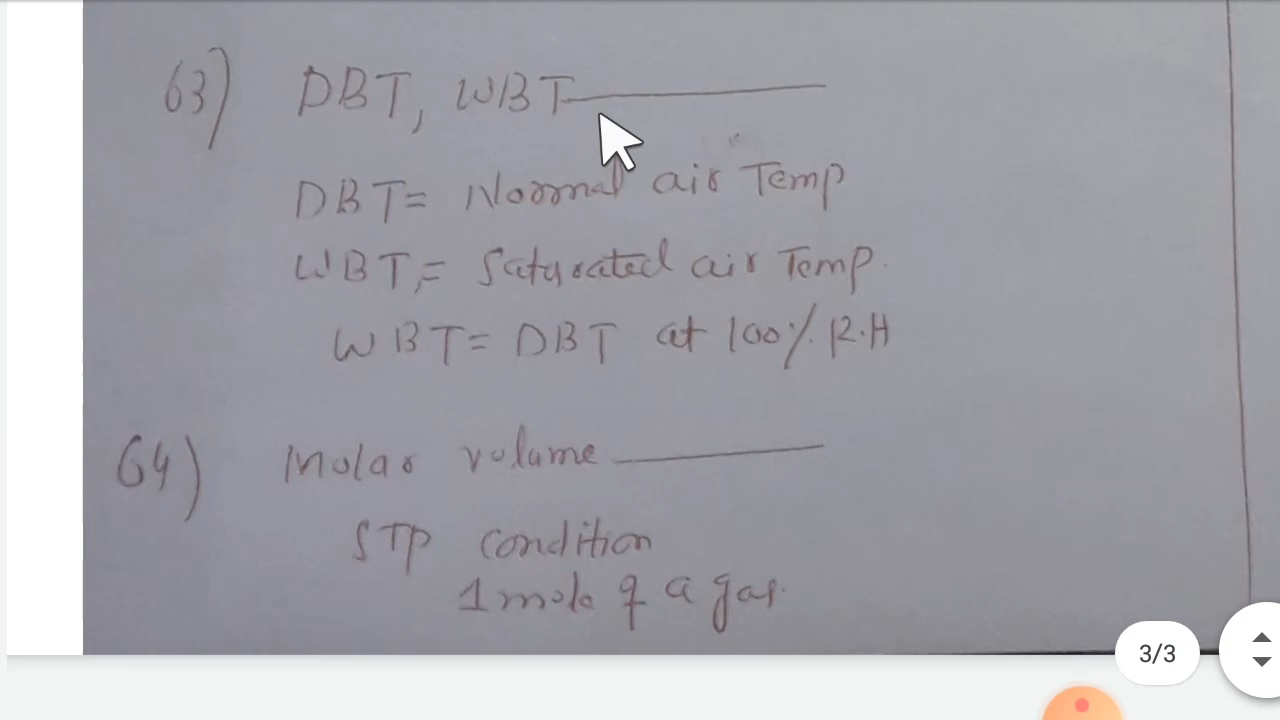 63) DBT, WBT
DBT = Normal air Temp
WBT, = Saturated air Temp.
WBT = DBT at 100% R.H
64) Molar volume
STP condition
1 mole of a gas.
3/3